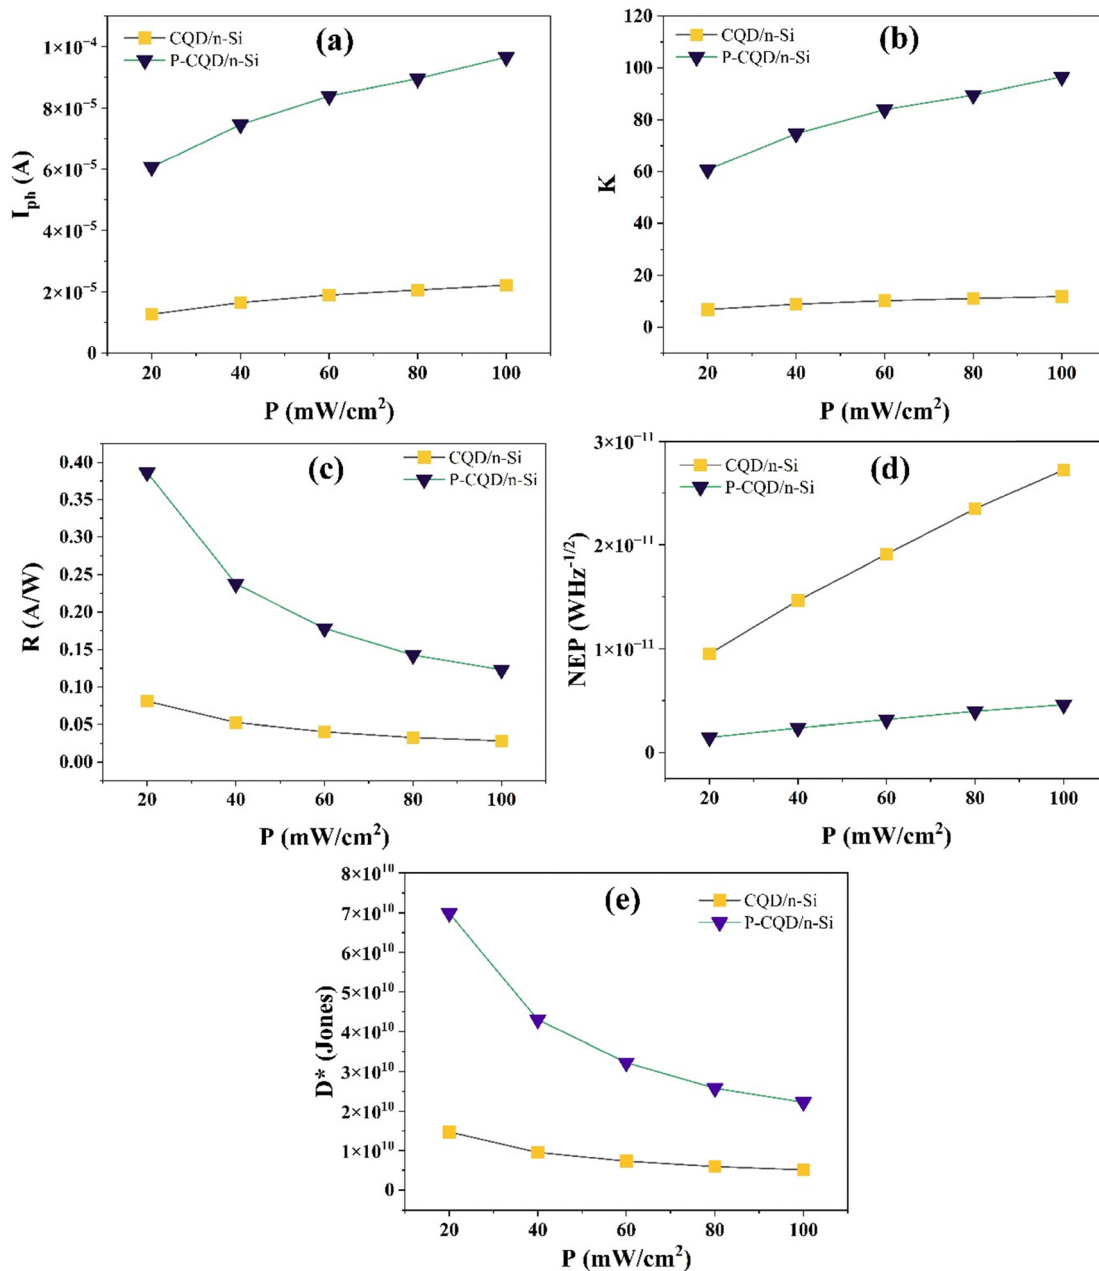 (a)
CQD/n-Si
P-CQD/n-Si
1×10⁻⁴
8×10⁻⁵
6×10⁻⁵
4×10⁻⁵
2×10⁻⁵
0
I_ph (A)
20 40 60 80 100
P (mW/cm²)
(b)
CQD/n-Si
P-CQD/n-Si
120
100
80
60
40
20
0
K
20 40 60 80 100
P (mW/cm²)
(c)
CQD/n-Si
P-CQD/n-Si
0.40
0.35
0.30
0.25
0.20
0.15
0.10
0.05
0.00
R (A/W)
20 40 60 80 100
P (mW/cm²)
(d)
CQD/n-Si
P-CQD/n-Si
3×10⁻¹¹
2×10⁻¹¹
1×10⁻¹¹
0
NEP (WHz⁻¹ᐟ²)
20 40 60 80 100
P (mW/cm²)
(e)
CQD/n-Si
P-CQD/n-Si
8×10¹⁰
7×10¹⁰
6×10¹⁰
5×10¹⁰
4×10¹⁰
3×10¹⁰
2×10¹⁰
1×10¹⁰
0
D* (Jones)
20 40 60 80 100
P (mW/cm²)